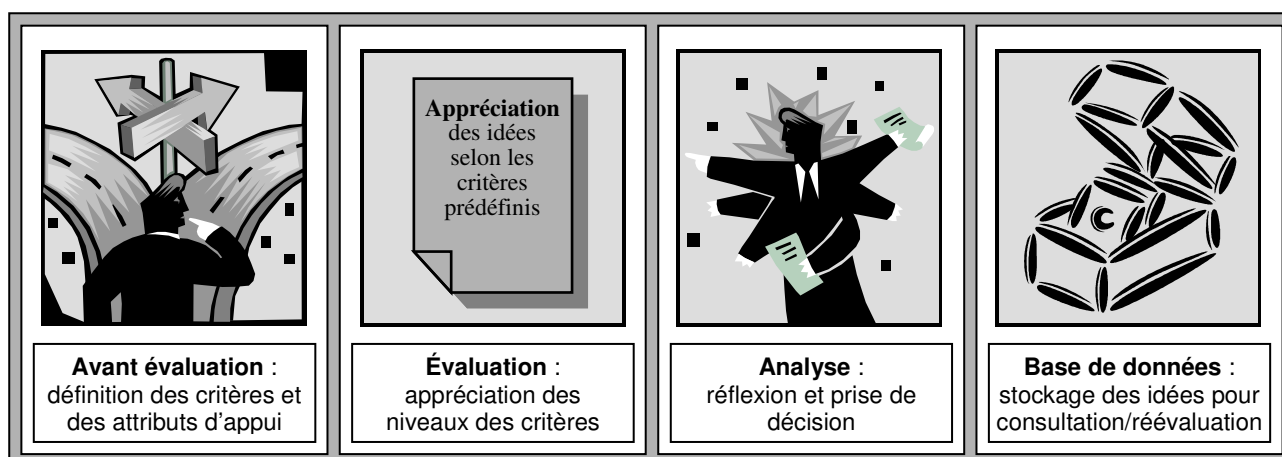 Appréciation
des idées
selon les
critères
prédéfinis
Avant évaluation :
définition des critères et
des attributs d'appui
Évaluation :
appréciation des
niveaux des critères
Analyse :
réflexion et prise de
décision
Base de données :
stockage des idées pour
consultation/réévaluation